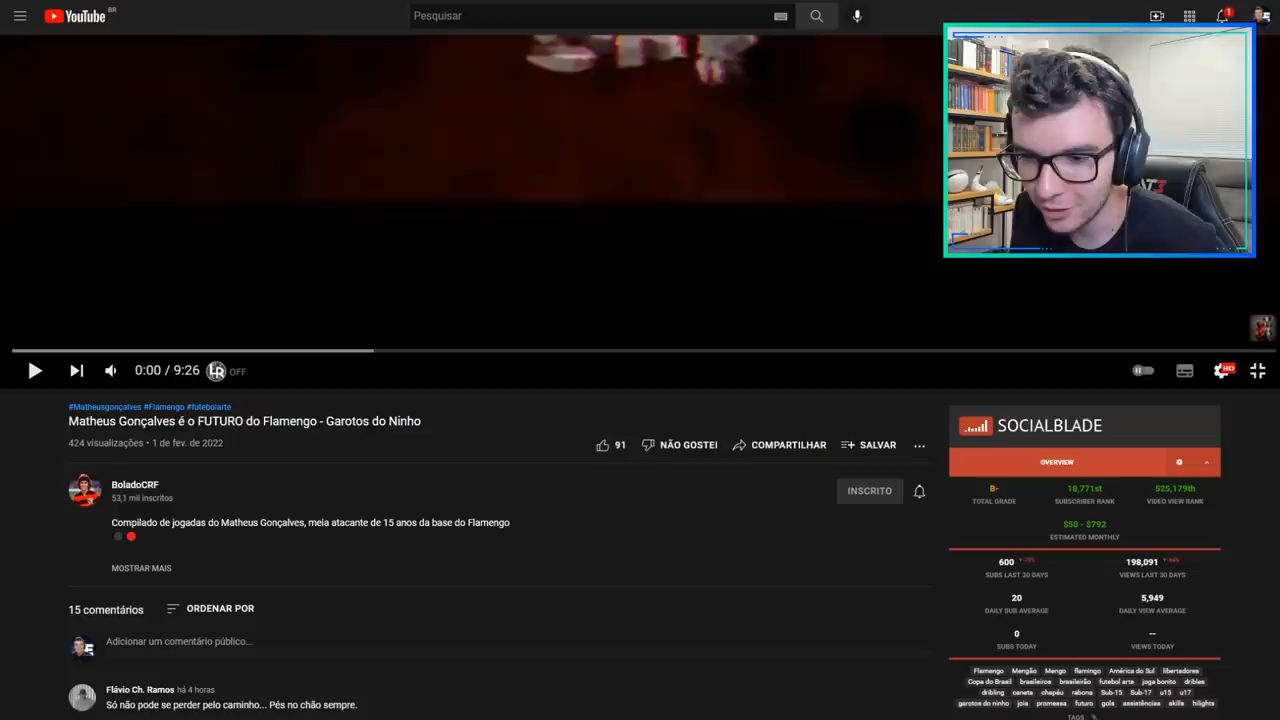 YouTube BR
Pesquisar
1
0:00 / 9:26 LR OFF
HD
#Matheusgonçalves #Flamengo #futebolarte
Matheus Gonçalves é o FUTURO do Flamengo - Garotos do Ninho
424 visualizações • 1 de fev. de 2022
91 NÃO GOSTEI COMPARTILHAR SALVAR ...
BoladoCRF
53,1 mil inscritos
INSCRITO
Compilado de jogadas do Matheus Gonçalves, meia atacante de 15 anos da base do Flamengo
MOSTRAR MAIS
15 comentários ORDENAR POR
Adicionar um comentário público...
Flávio Ch. Ramos há 4 horas
Só não pode se perder pelo caminho... Pés no chão sempre.
SOCIALBLADE
OVERVIEW
B- 18,771st 525,179th
TOTAL GRADE SUBSCRIBER RANK VIDEO VIEW RANK
$50 - $792
ESTIMATED MONTHLY
600 198,091
SUBS LAST 30 DAYS VIEWS LAST 30 DAYS
20 5,949
DAILY SUB AVERAGE DAILY VIEW AVERAGE
0 --
SUBS TODAY VIEWS TODAY
Flamengo Mengão Mengo flamingo América do Sul libertadores
Copa do Brasil brasileiros brasileirão futebol arte joga bonito dribles
dribling caneta chapéu rabona Sub-15 Sub-17 u15 u17
garotos do ninho joia promessa futuro gols assistências skills hilights
TAGS